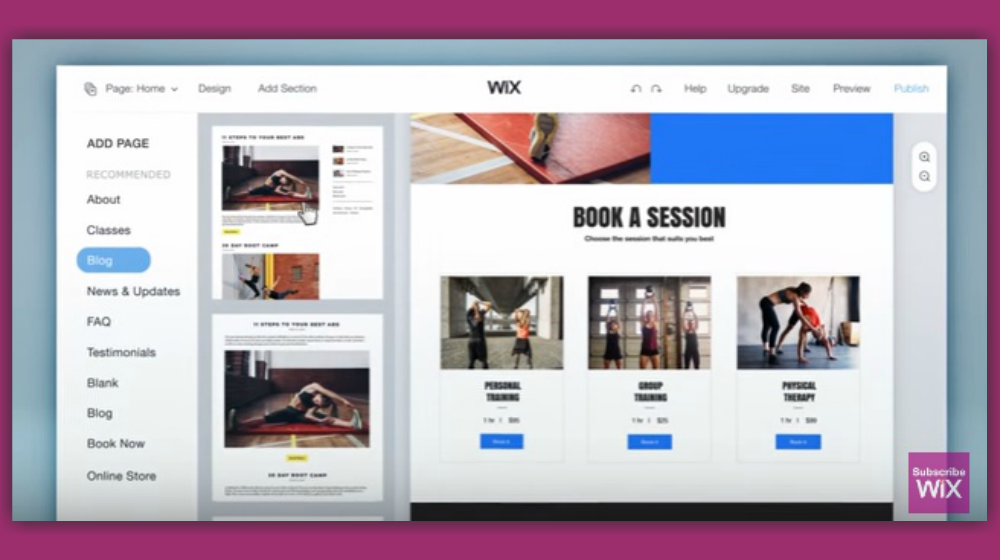 Page: Home
Design
Add Section
WiX
Help
Upgrade
Site
Preview
Publish
ADD PAGE
RECOMMENDED
About
Classes
Blog
News & Updates
FAQ
Testimonials
Blank
Blog
Book Now
Online Store
11 STEPS TO YOUR BEST ABS
30 DAY BOOT CAMP
11 STEPS TO YOUR BEST ABS
30 DAY BOOT CAMP
BOOK A SESSION
Choose the session that suits you best
PERSONAL
TRAINING
1 hr | $95
Book it
GROUP
TRAINING
1 hr | $25
Book it
PHYSICAL
THERAPY
1 hr | $99
Book it
Subscribe
WiX